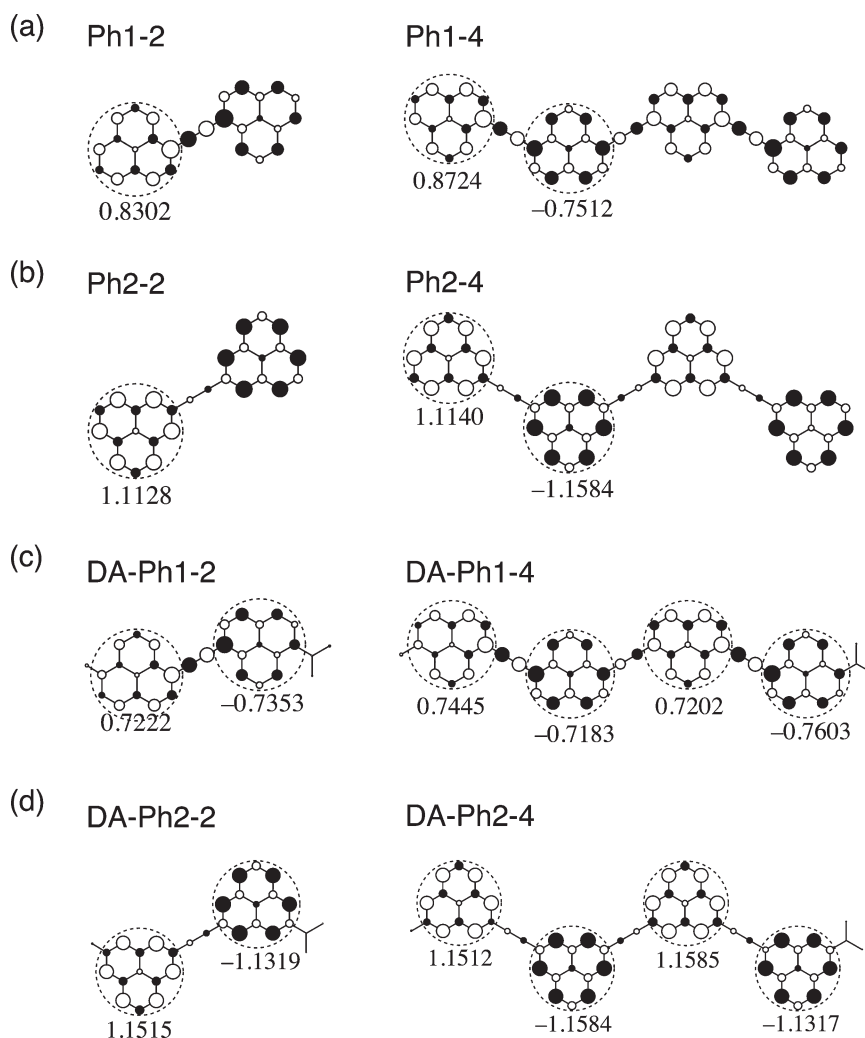 (a)
Ph1-2 Ph1-4
0.8302 0.8724 –0.7512
(b)
Ph2-2 Ph2-4
1.1128 1.1140 –1.1584
(c)
DA-Ph1-2 DA-Ph1-4
0.7222 –0.7353 0.7445 –0.7183 0.7202 –0.7603
(d)
DA-Ph2-2 DA-Ph2-4
1.1515 –1.1319 1.1512 –1.1584 1.1585 –1.1317